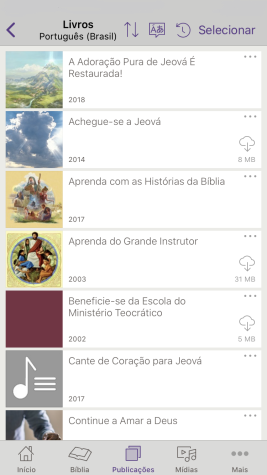 Livros
Português (Brasil)
Selecionar
A Adoração Pura de Jeová É
Restaurada!
2018
Achegue-se a Jeová
2014
8 MB
Aprenda com as Histórias da Bíblia
2017
Aprenda do Grande Instrutor
2003
31 MB
Beneficie-se da Escola do
Ministério Teocrático
2002
5 MB
Cante de Coração para Jeová
2017
Continue a Amar a Deus
Início
Bíblia
Publicações
Mídias
Mais